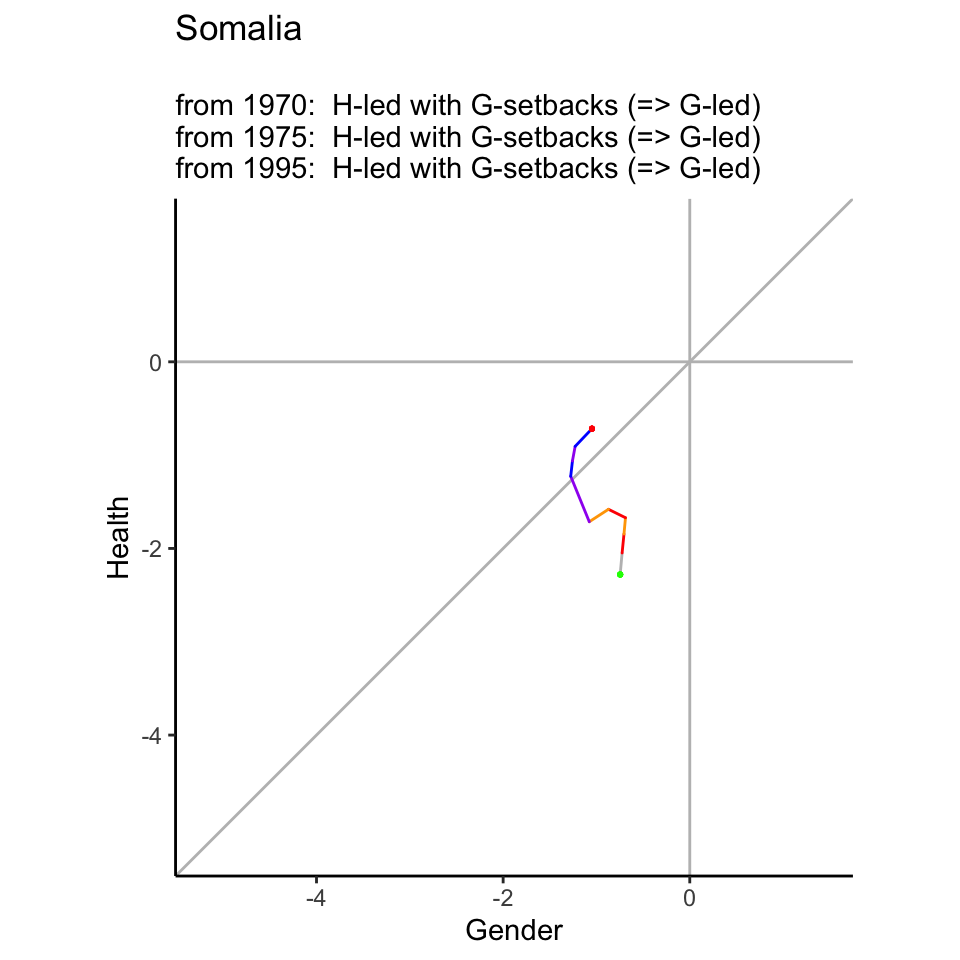 Somalia
from 1970:  H-led with G-setbacks (=> G-led)
from 1975:  H-led with G-setbacks (=> G-led)
from 1995:  H-led with G-setbacks (=> G-led)
0
-2
-4
Health
-4 -2 0
Gender